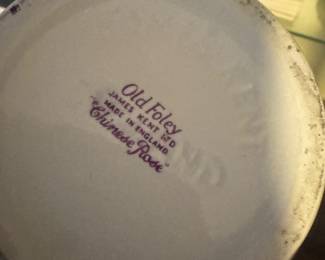 Old Foley
JAMES KENT LTD
MADE IN ENGLAND
"Chinese Rose"